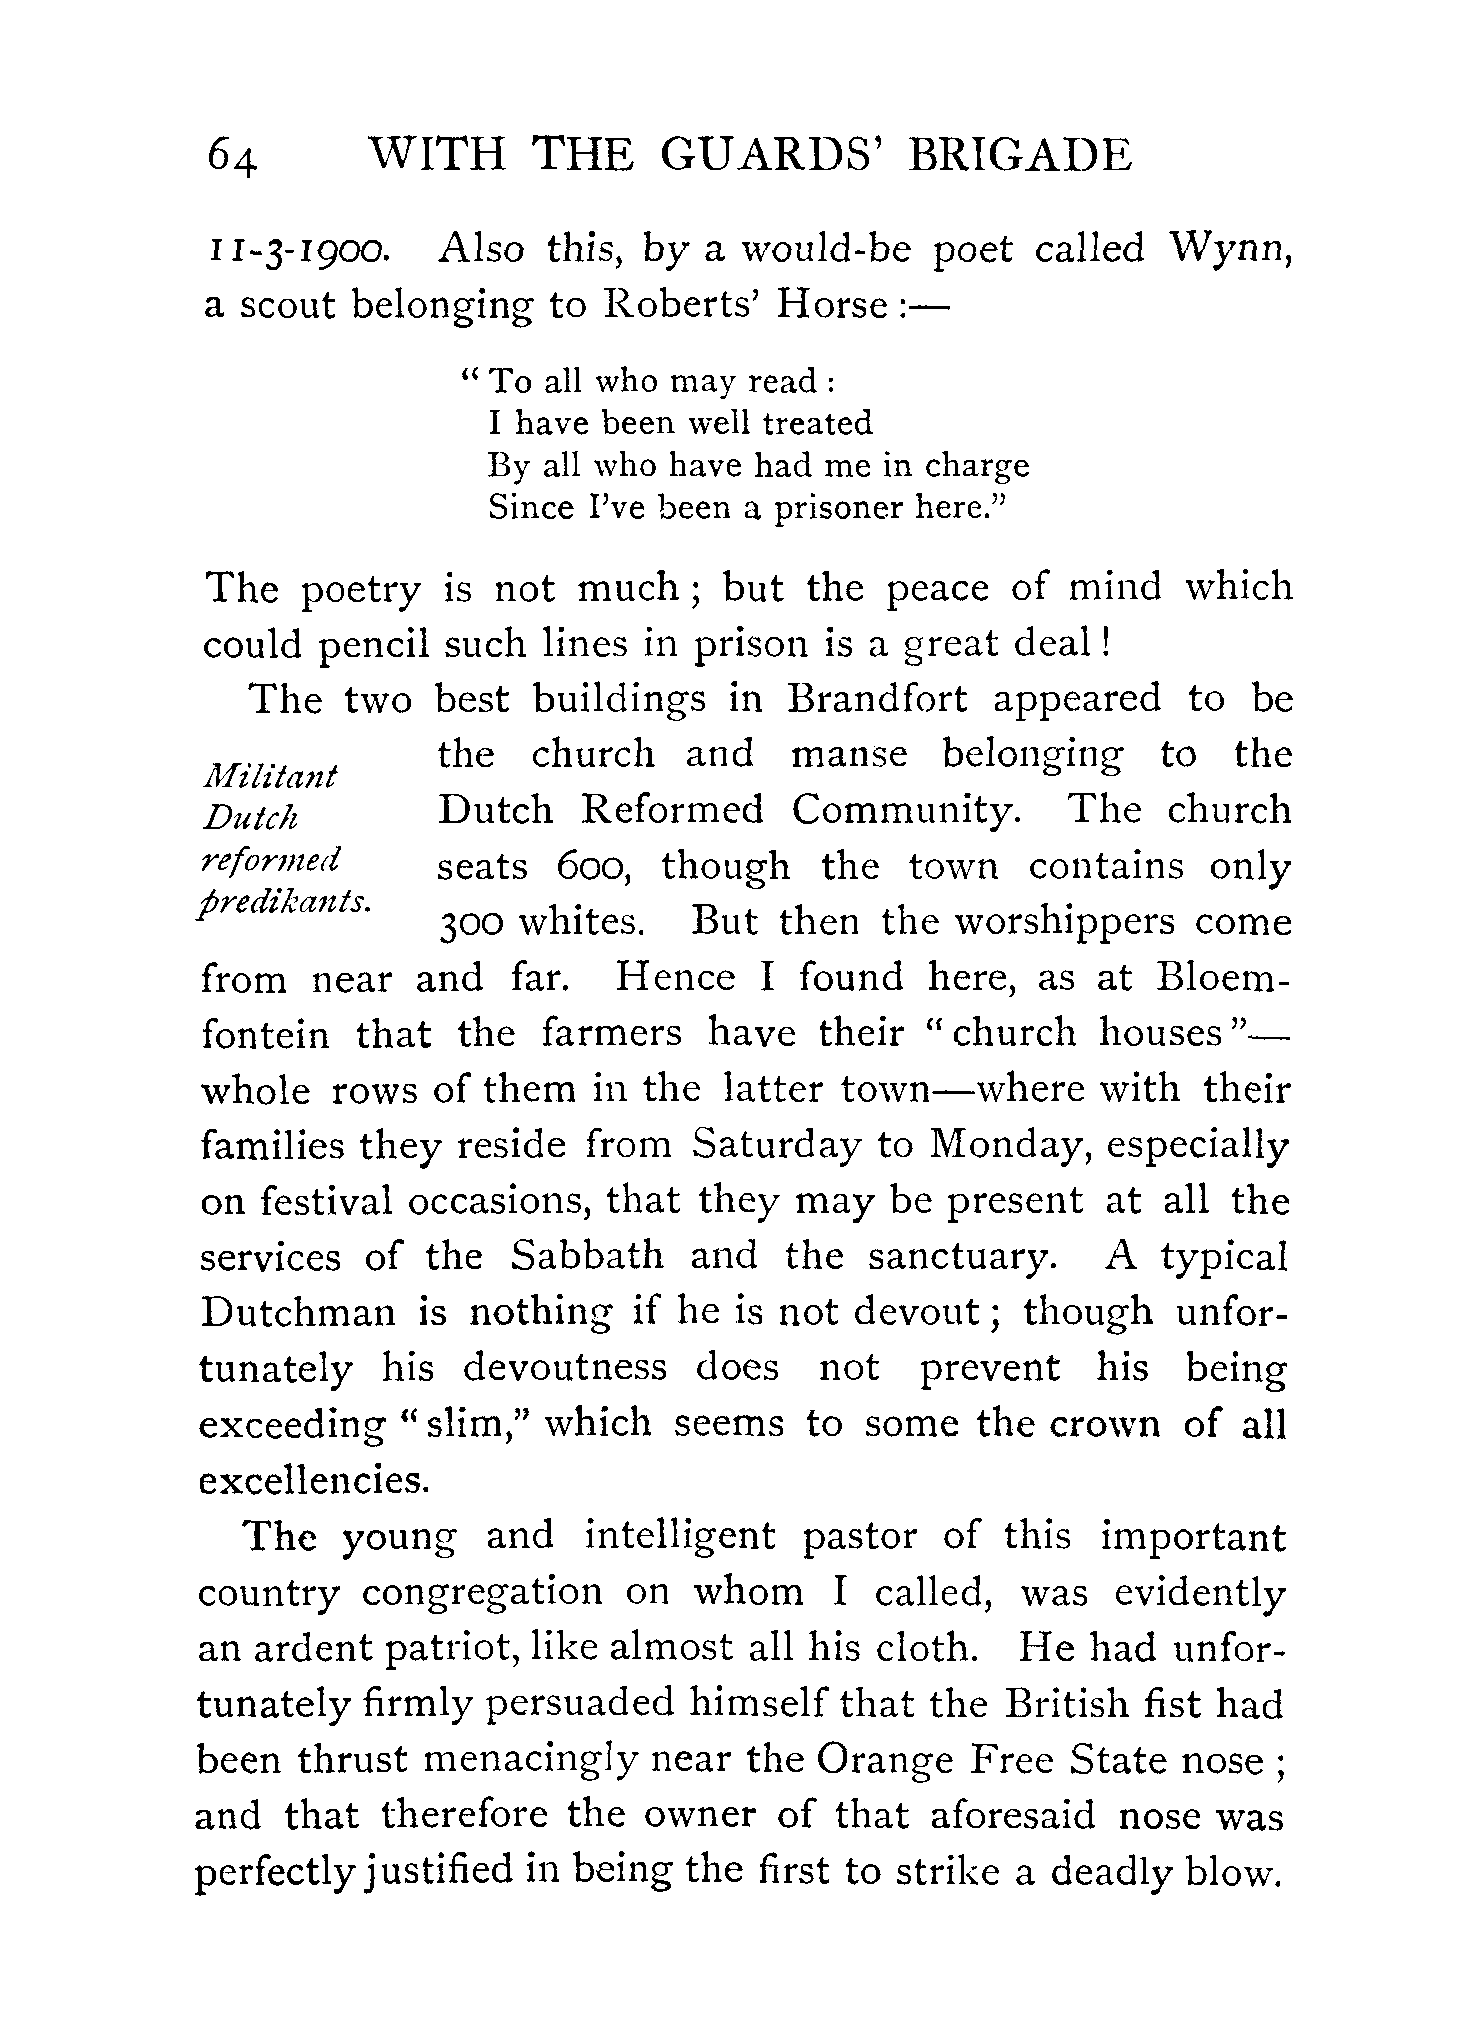 64 WITH THE GUARDS' BRIGADE
11-3-1900. Also this, by a would-be poet called Wynn,
a scout belonging to Roberts' Horse :—
“ To all who may read :
I have been well treated
By all who have had me in charge
Since I've been a prisoner here.”
The poetry is not much ; but the peace of mind which
could pencil such lines in prison is a great deal !
The two best buildings in Brandfort appeared to be
Militant
Dutch
reformed
predikants.
the church and manse belonging to the
Dutch Reformed Community. The church
seats 600, though the town contains only
300 whites. But then the worshippers come
from near and far. Hence I found here, as at Bloem-
fontein that the farmers have their “ church houses ”—
whole rows of them in the latter town—where with their
families they reside from Saturday to Monday, especially
on festival occasions, that they may be present at all the
services of the Sabbath and the sanctuary. A typical
Dutchman is nothing if he is not devout ; though unfor-
tunately his devoutness does not prevent his being
exceeding “ slim,” which seems to some the crown of all
excellencies.
The young and intelligent pastor of this important
country congregation on whom I called, was evidently
an ardent patriot, like almost all his cloth. He had unfor-
tunately firmly persuaded himself that the British fist had
been thrust menacingly near the Orange Free State nose ;
and that therefore the owner of that aforesaid nose was
perfectly justified in being the first to strike a deadly blow.